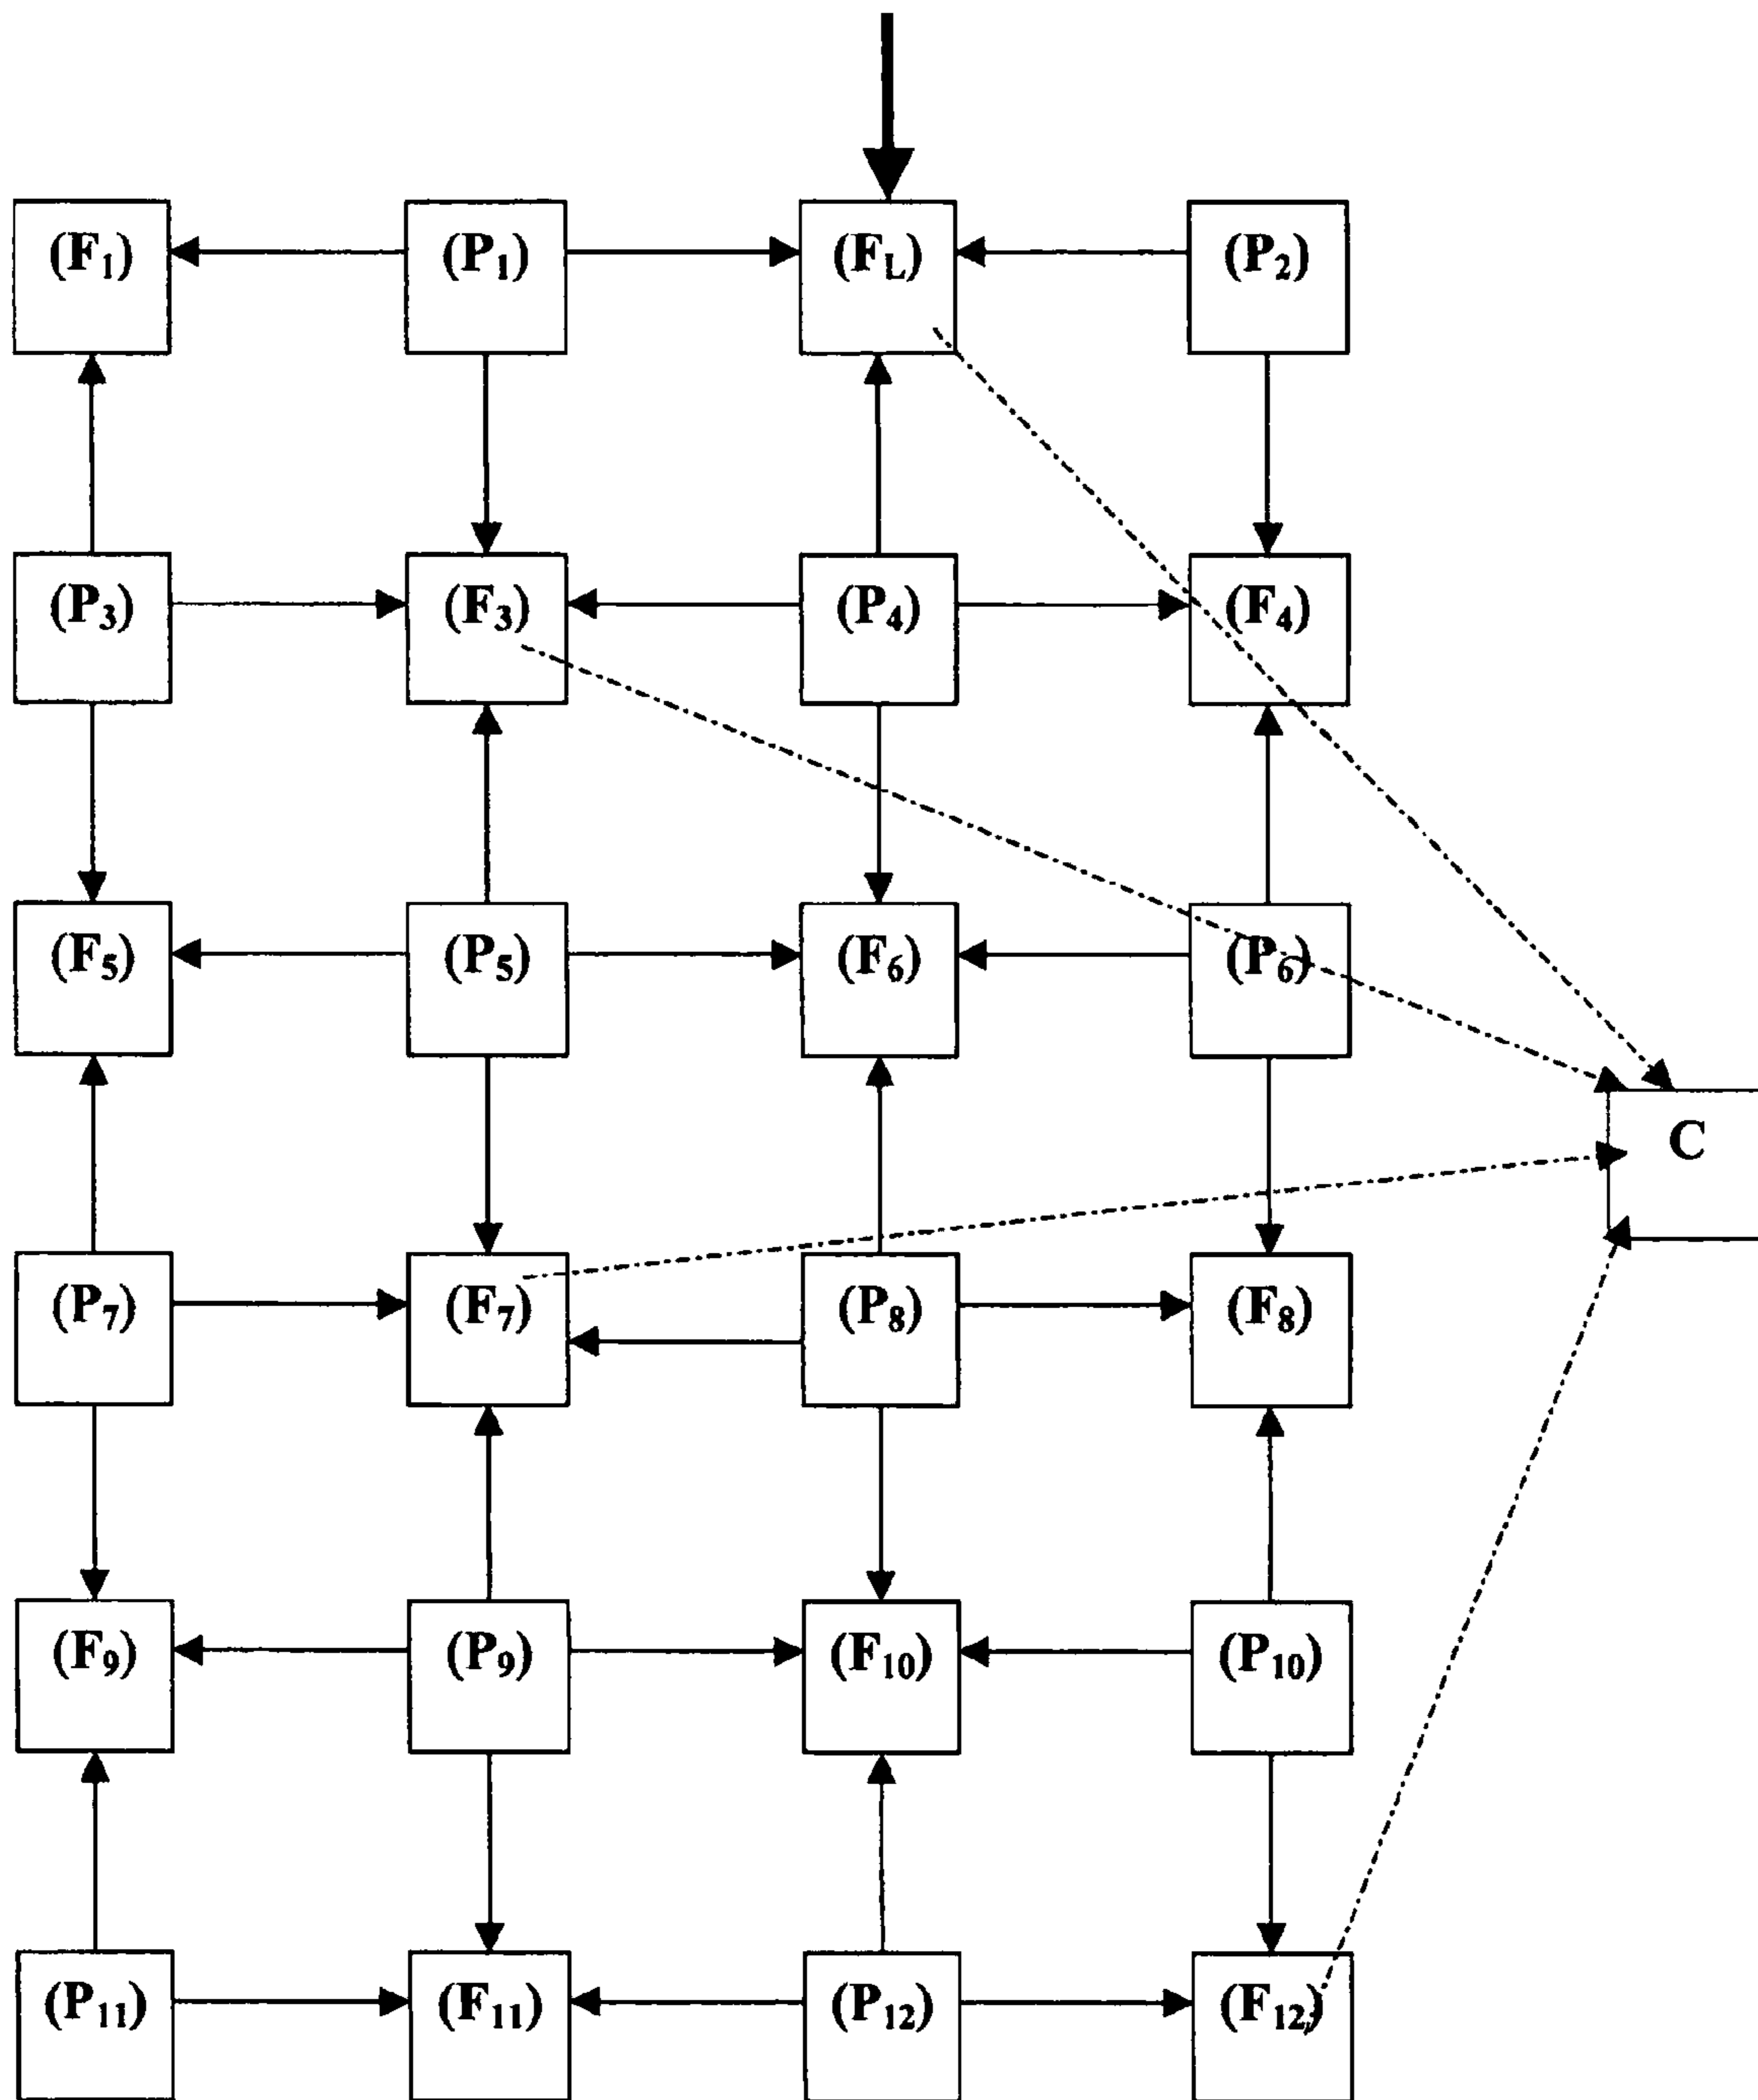 (F₁) (P₁) (F_L) (P₂)
(P₃) (F₃) (P₄) (F₄)
(F₅) (P₅) (F₆) (P₆)
C
(P₇) (F₇) (P₈) (F₈)
(F₉) (P₉) (F₁₀) (P₁₀)
(P₁₁) (F₁₁) (P₁₂) (F₁₂)